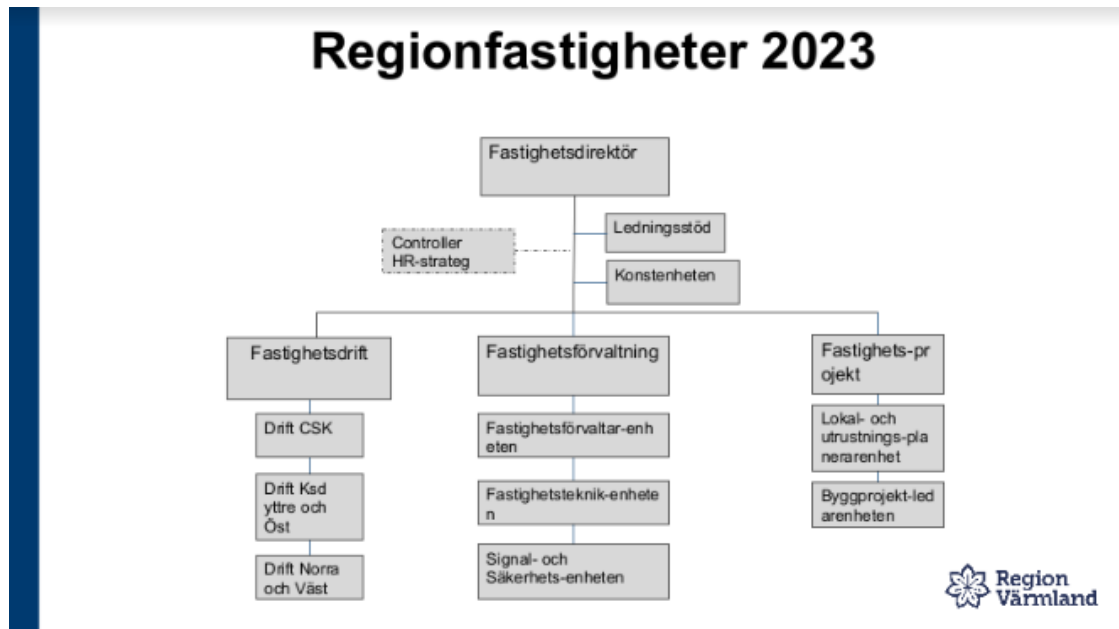 Regionfastigheter 2023
Fastighetsdirektör
Ledningsstöd
Controller
HR-strateg
Konstenheten
Fastighetsdrift
Drift CSK
Drift Ksd
yttre och
Öst
Drift Norra
och Väst
Fastighetsförvaltning
Fastighetsförvaltar-enh
eten
Fastighetsteknik-enhete
n
Signal- och
Säkerhets-enheten
Fastighets-pr
ojekt
Lokal- och
utrustnings-pla
nerarenhet
Byggprojekt-led
arenheten
Region
Värmland